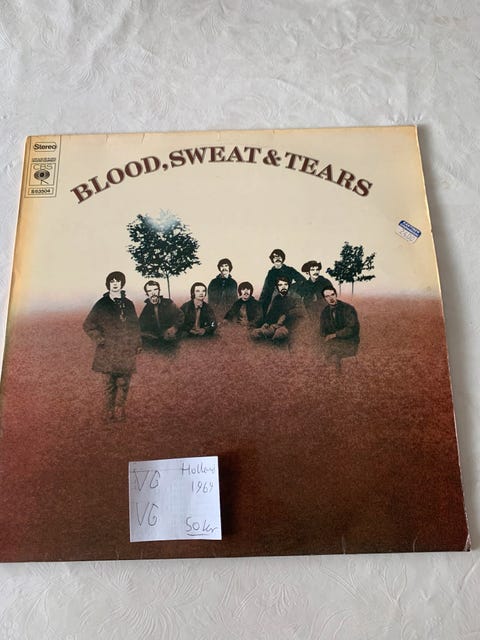 Stereo
CBS
S 63504
BLOOD, SWEAT & TEARS
VG Holland
1969
VG 50 kr